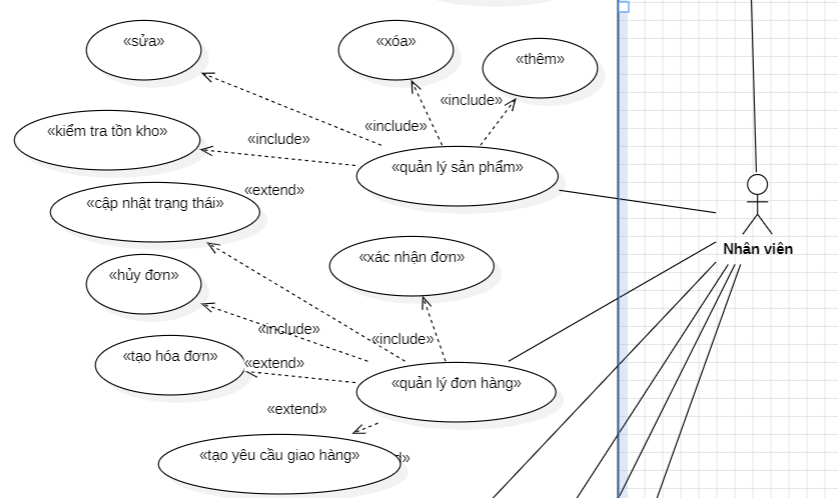 «sửa»
«xóa»
«thêm»
«include»
«kiểm tra tồn kho»
«include»
«include»
«quản lý sản phẩm»
«extend»
«cập nhật trạng thái»
Nhân viên
«xác nhận đơn»
«hủy đơn»
«include»
«include»
«tạo hóa đơn»
«extend»
«quản lý đơn hàng»
«extend»
«tạo yêu cầu giao hàng»